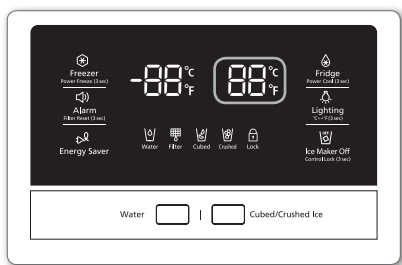 Freezer
Power Freeze (3 sec)
Alarm
Filter Reset (3 sec)
Energy Saver
-88 °C °F
88 °C °F
Water Filter Cubed Crushed Lock
Fridge
Power Cool (3 sec)
Lighting
°C↔°F (3 sec)
OFF
Ice Maker Off
Control Lock (3 sec)
Water | Cubed/Crushed Ice